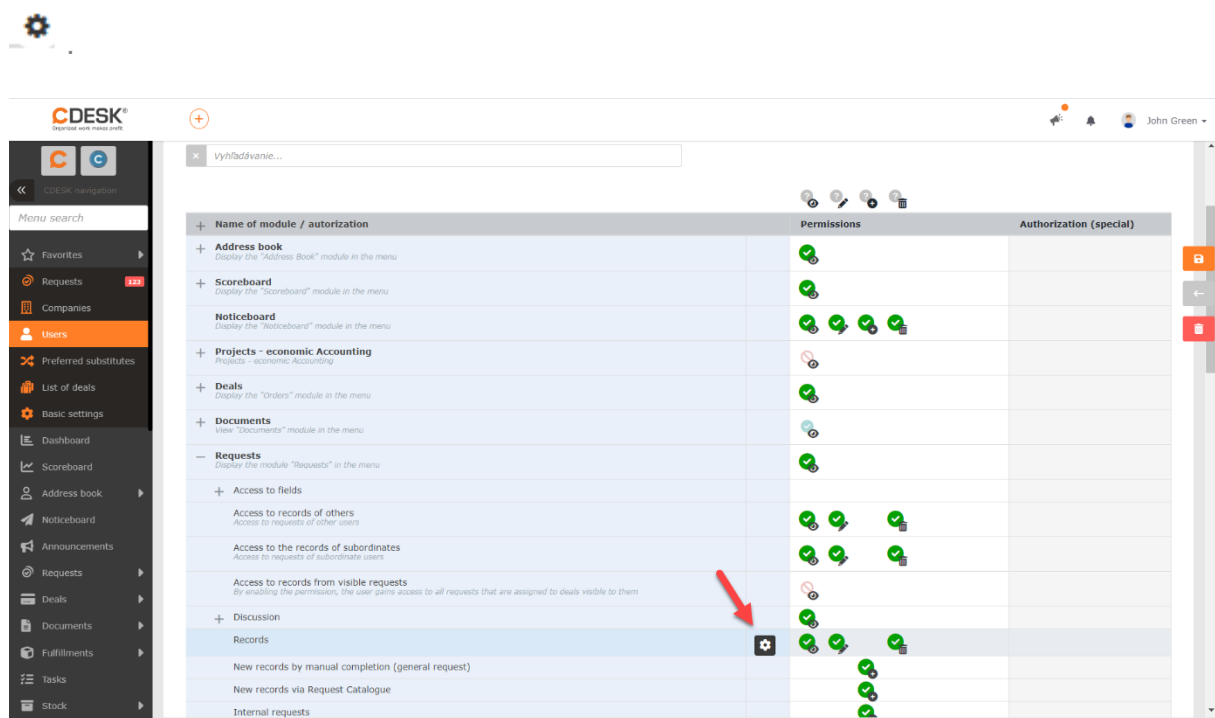 .
CDESK®
Organized work makes profit
John Green
Vyhľadávanie...
CDESK navigation
Menu search
Favorites
Requests 123
Companies
Users
Preferred substitutes
List of deals
Basic settings
Dashboard
Scoreboard
Address book
Noticeboard
Announcements
Requests
Deals
Documents
Fulfillments
Tasks
Stock
Name of module / autorization Permissions Authorization (special)
Address book
Display the "Address Book" module in the menu
Scoreboard
Display the "Scoreboard" module in the menu
Noticeboard
Display the "Noticeboard" module in the menu
Projects - economic Accounting
Projects - economic Accounting
Deals
Display the "Orders" module in the menu
Documents
View "Documents" module in the menu
Requests
Display the module "Requests" in the menu
Access to fields
Access to records of others
Access to requests of other users
Access to the records of subordinates
Access to requests of subordinate users
Access to records from visible requests
By enabling the permission, the user gains access to all requests that are assigned to deals visible to them
Discussion
Records
New records by manual completion (general request)
New records via Request Catalogue
Internal requests